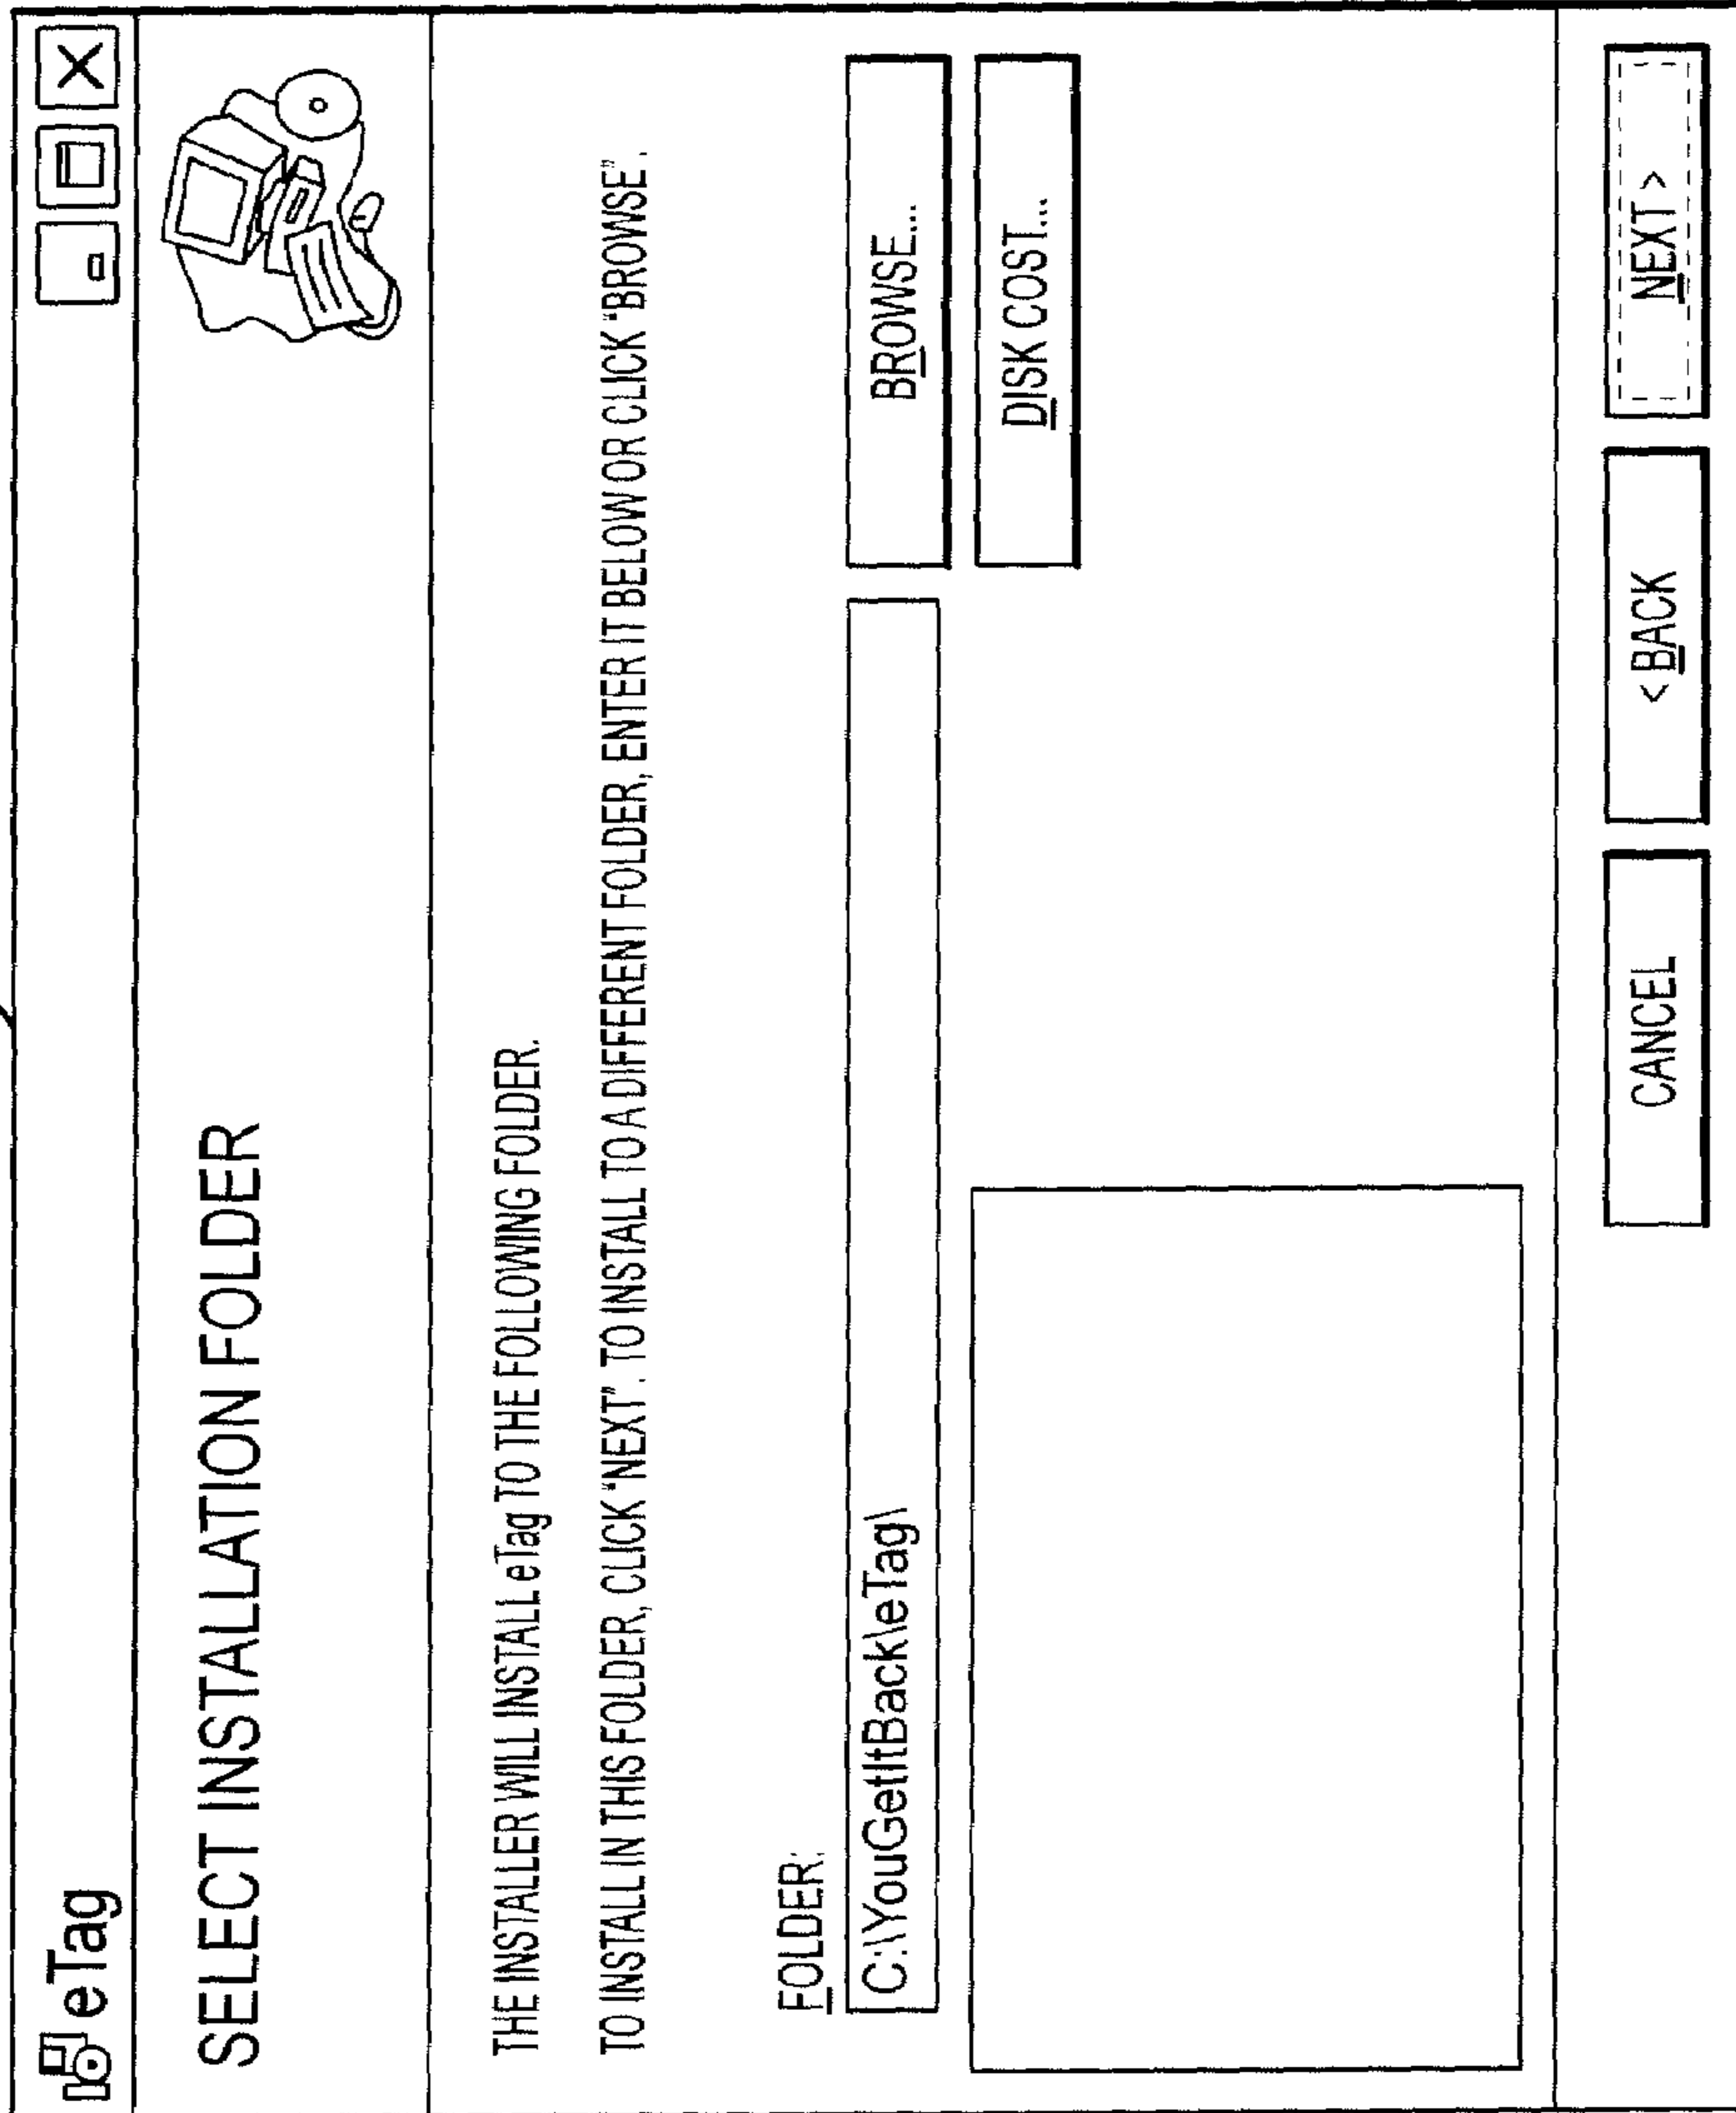 eTag
SELECT INSTALLATION FOLDER
THE INSTALLER WILL INSTALL eTag TO THE FOLLOWING FOLDER.
TO INSTALL IN THIS FOLDER, CLICK "NEXT". TO INSTALL TO A DIFFERENT FOLDER, ENTER IT BELOW OR CLICK "BROWSE".
FOLDER:
C:\YouGetItBack\eTag\
BROWSE...
DISK COST...
CANCEL
< BACK
NEXT >